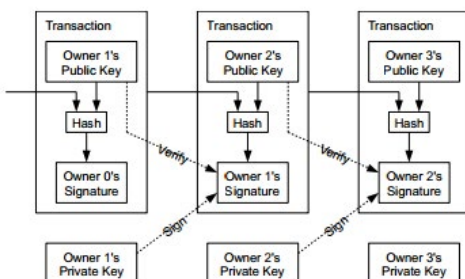 Transaction
Owner 1's
Public Key
Hash
Owner 0's
Signature
Transaction
Owner 2's
Public Key
Hash
Verify
Owner 1's
Signature
Transaction
Owner 3's
Public Key
Hash
Verify
Owner 2's
Signature
Owner 1's
Private Key
Sign
Owner 2's
Private Key
Sign
Owner 3's
Private Key